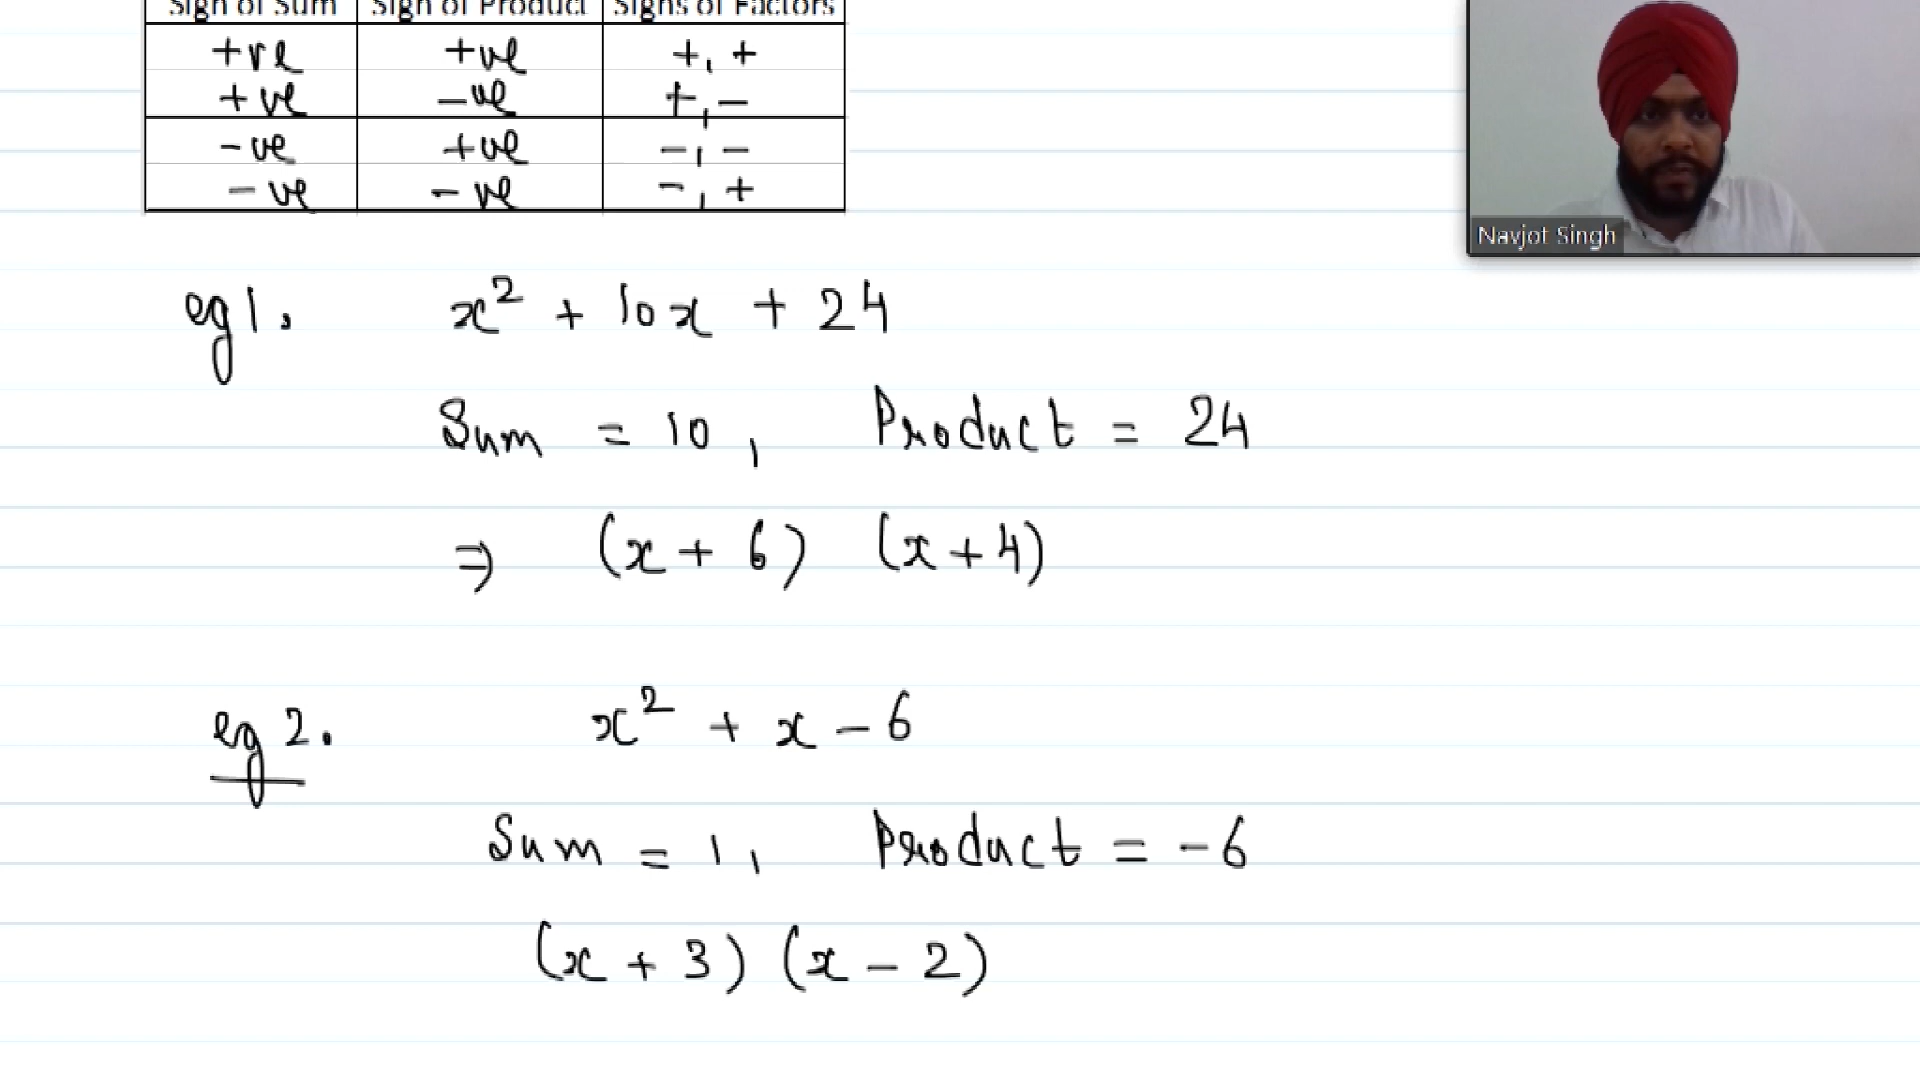 Sign of Sum Sign of Product Signs of Factors
+ve +ve +, +
+ve -ve +, -
-ve +ve -, -
-ve -ve -, +
Navjot Singh
eg 1. x² + 10x + 24
Sum = 10, Product = 24
⇒ (x + 6) (x + 4)
eg 2. x² + x - 6
Sum = 1, Product = -6
(x + 3) (x - 2)